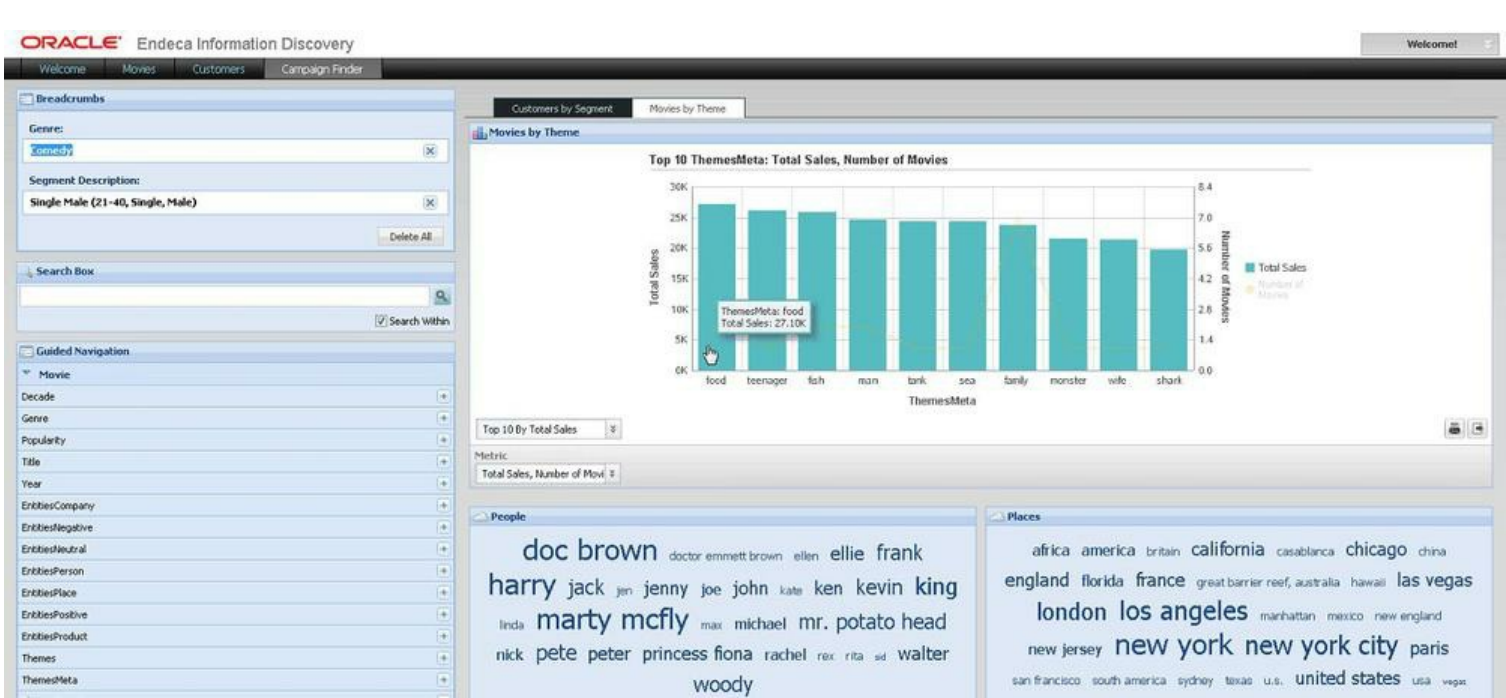 ORACLE Endeca Information Discovery
Welcome!
Welcome Movies Customers Campaign Finder
Breadcrumbs
Genre:
Comedy
Segment Description:
Single Male (21-40, Single, Male)
Delete All
Search Box
Search Within
Guided Navigation
Movie
Decade
Genre
Popularity
Title
Year
EntitiesCompany
EntitiesNegative
EntitiesNeutral
EntitiesPerson
EntitiesPlace
EntitiesPositive
EntitiesProduct
Themes
ThemesMeta
Customers by Segment Movies by Theme
Movies by Theme
Top 10 ThemesMeta: Total Sales, Number of Movies
30K 8.4
25K 7.0
20K 5.6
15K 4.2
10K 2.8
5K 1.4
0K 0.0
Total Sales
Number of Movies
ThemesMeta: food
Total Sales: 27.10K
Total Sales
Number of
Movies
food teenager fish man tank sea family monster wife shark
ThemesMeta
Top 10 By Total Sales
Metric
Total Sales, Number of Movi
People
doc brown doctor emmett brown ellen ellie frank
harry jack jen jenny joe john kate ken kevin king
linda marty mcfly max michael mr. potato head
nick pete peter princess fiona rachel rex rita sid walter
woody
Places
africa america britain california casablanca chicago china
england florida france great barrier reef, australia hawaii las vegas
london los angeles manhattan mexico new england
new jersey new york new york city paris
san francisco south america sydney texas u.s. united states usa vegas